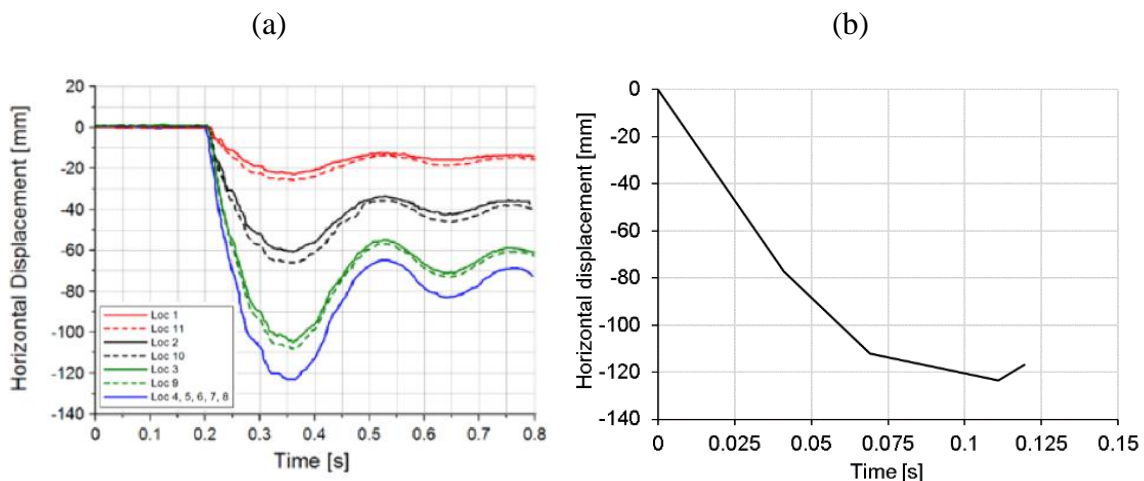 (a)
(b)
Horizontal Displacement [mm]
20
0
-20
-40
-60
-80
-100
-120
-140
Loc 1
Loc 11
Loc 2
Loc 10
Loc 3
Loc 9
Loc 4, 5, 6, 7, 8
0 0.1 0.2 0.3 0.4 0.5 0.6 0.7 0.8
Time [s]
Horizontal displacement [mm]
0
-20
-40
-60
-80
-100
-120
-140
0 0.025 0.05 0.075 0.1 0.125 0.15
Time [s]